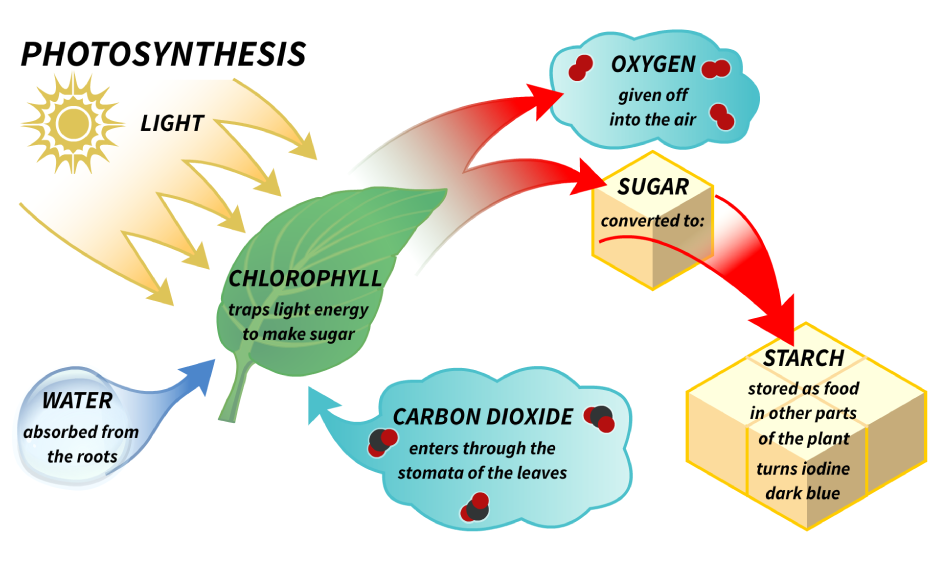 PHOTOSYNTHESIS
LIGHT
OXYGEN
given off
into the air
SUGAR
converted to:
CHLOROPHYLL
traps light energy
to make sugar
STARCH
stored as food
in other parts
of the plant
turns iodine
dark blue
WATER
absorbed from
the roots
CARBON DIOXIDE
enters through the
stomata of the leaves